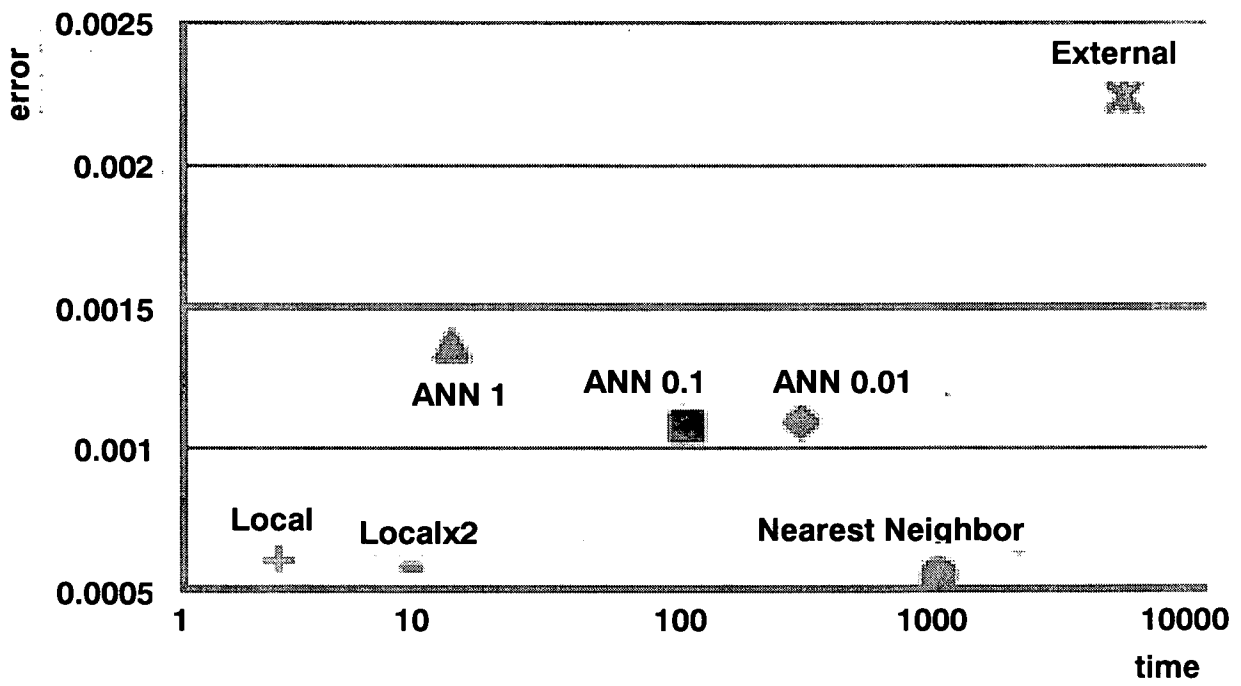 0.0025
error
External
0.002
0.0015
ANN 1
ANN 0.1
ANN 0.01
0.001
Local
Localx2
Nearest Neighbor
0.0005
1
10
100
1000
10000
time